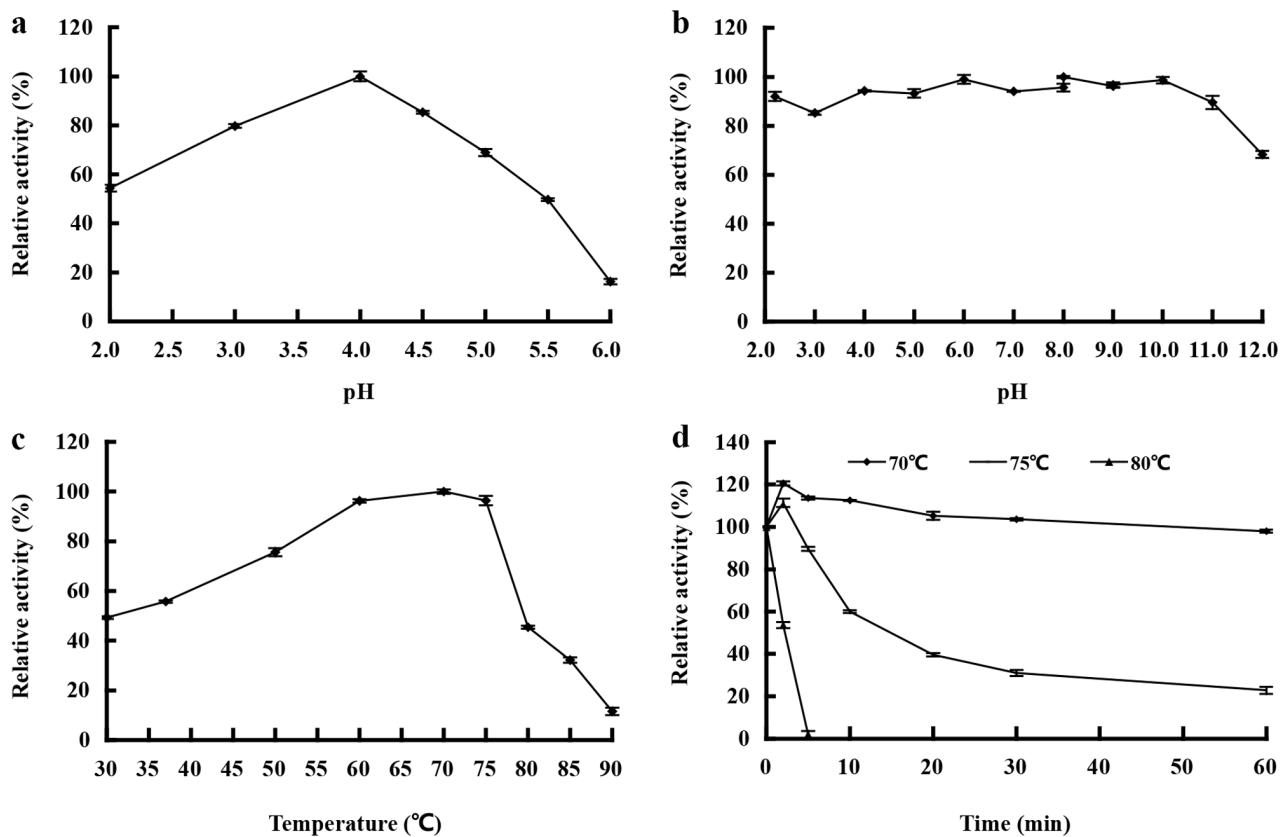 a
120
100
80
60
40
20
0
Relative activity (%)
2.0 2.5 3.0 3.5 4.0 4.5 5.0 5.5 6.0
pH
b
120
100
80
60
40
20
0
Relative activity (%)
2.0 3.0 4.0 5.0 6.0 7.0 8.0 9.0 10.0 11.0 12.0
pH
c
120
100
80
60
40
20
0
Relative activity (%)
30 35 40 45 50 55 60 65 70 75 80 85 90
Temperature (℃)
d
140
120
100
80
60
40
20
0
Relative activity (%)
70℃ 75℃ 80℃
0 10 20 30 40 50 60
Time (min)